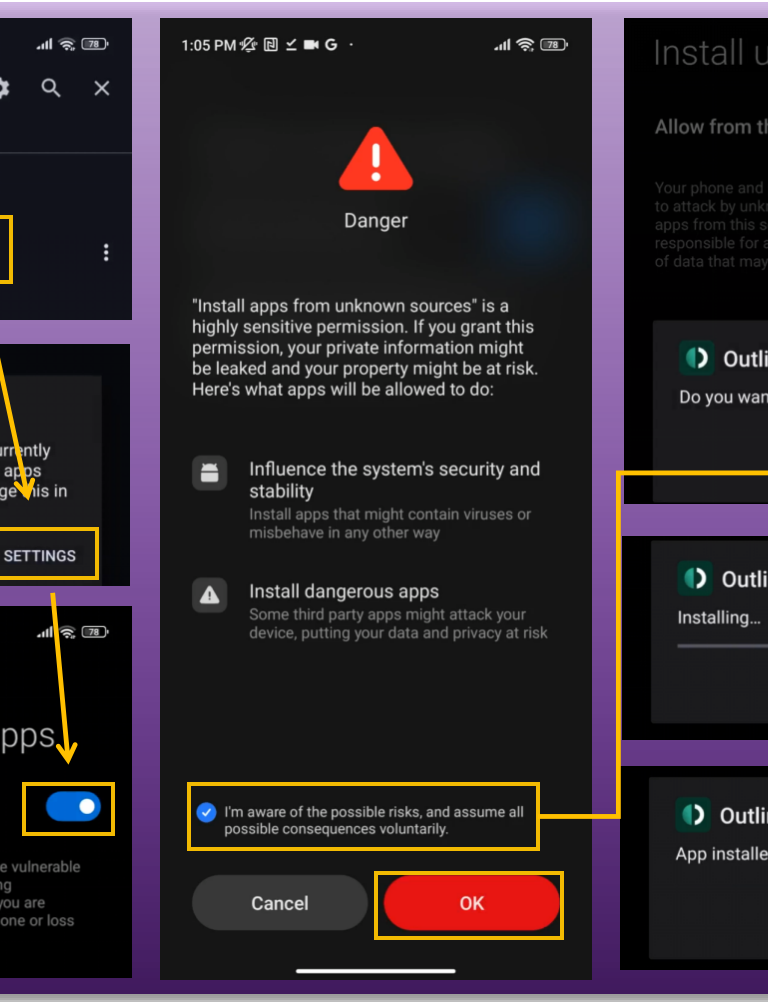 78
urrently
apps
ge this in
SETTINGS
78
pps
e vulnerable
ng
you are
one or loss
1:05 PM
G
78
Danger
"Install apps from unknown sources" is a
highly sensitive permission. If you grant this
permission, your private information might
be leaked and your property might be at risk.
Here's what apps will be allowed to do:
Influence the system's security and
stability
Install apps that might contain viruses or
misbehave in any other way
Install dangerous apps
Some third party apps might attack your
device, putting your data and privacy at risk
I'm aware of the possible risks, and assume all
possible consequences voluntarily.
Cancel
OK
Install u
Allow from th
Your phone and
to attack by unkn
apps from this s
responsible for a
of data that may
Outli
Do you wan
Outli
Installing...
Outlin
App installe